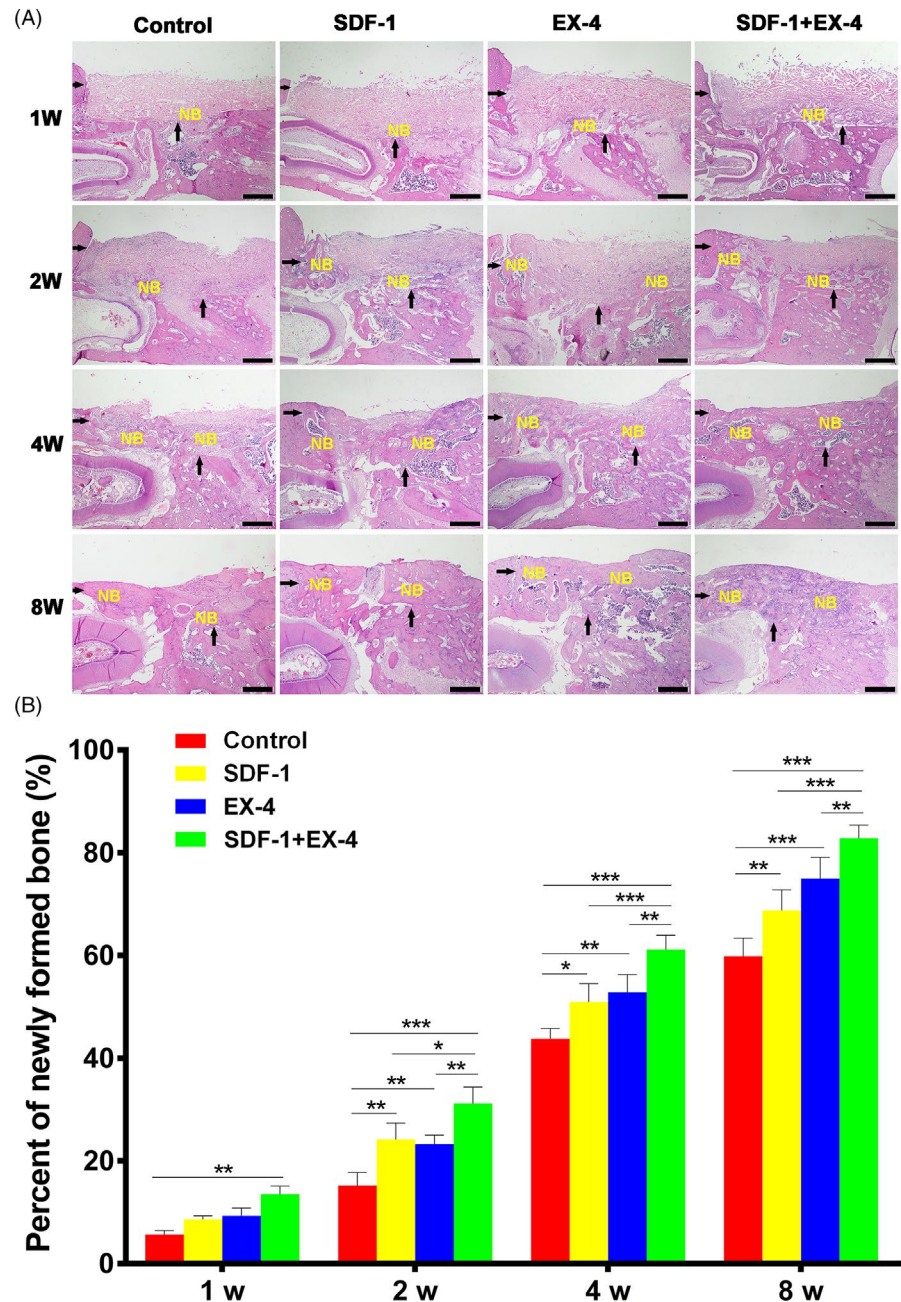 (A)
Control SDF-1 EX-4 SDF-1+EX-4
1W NB NB NB NB
2W NB NB NB NB NB NB NB
4W NB NB NB NB NB NB NB NB
8W NB NB NB NB NB NB NB NB
(B)
Percent of newly formed bone (%)
100
80
60
40
20
0
Control
SDF-1
EX-4
SDF-1+EX-4
**
***
*
** **
**
***
***
** **
*
***
***
**
***
**
1 w 2 w 4 w 8 w